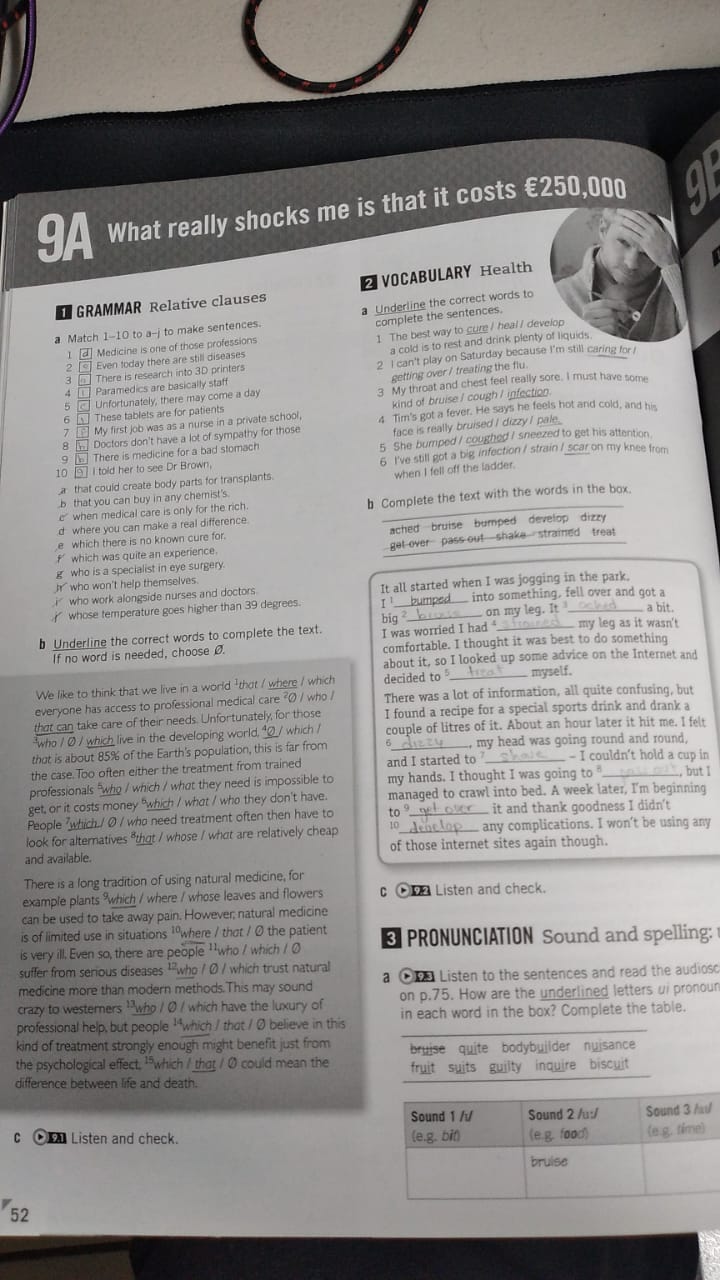 9A What really shocks me is that it costs €250,000
9B
1 GRAMMAR Relative clauses
a Match 1–10 to a–j to make sentences.
1 d Medicine is one of those professions
2 e Even today there are still diseases
3 There is research into 3D printers
4 Paramedics are basically staff
5 c Unfortunately, there may come a day
6 These tablets are for patients
7 f My first job was as a nurse in a private school,
8 h Doctors don't have a lot of sympathy for those
9 b There is medicine for a bad stomach
10 g I told her to see Dr Brown,
a that could create body parts for transplants.
b that you can buy in any chemist's.
c when medical care is only for the rich.
d where you can make a real difference.
e which there is no known cure for.
f which was quite an experience.
g who is a specialist in eye surgery.
h who won't help themselves.
i who work alongside nurses and doctors.
j whose temperature goes higher than 39 degrees.
b Underline the correct words to complete the text.
If no word is needed, choose Ø.
We like to think that we live in a world 1that / where / which
everyone has access to professional medical care 2Ø / who /
that can take care of their needs. Unfortunately, for those
3who / Ø / which live in the developing world, 4Ø / which /
that is about 85% of the Earth's population, this is far from
the case. Too often either the treatment from trained
professionals 5who / which / what they need is impossible to
get, or it costs money 6which / what / who they don't have.
People 7which / Ø / who need treatment often then have to
look for alternatives 8that / whose / what are relatively cheap
and available.
There is a long tradition of using natural medicine, for
example plants 9which / where / whose leaves and flowers
can be used to take away pain. However, natural medicine
is of limited use in situations 10where / that / Ø the patient
is very ill. Even so, there are people 11who / which / Ø
suffer from serious diseases 12who / Ø / which trust natural
medicine more than modern methods. This may sound
crazy to westerners 13who / Ø / which have the luxury of
professional help, but people 14which / that / Ø believe in this
kind of treatment strongly enough might benefit just from
the psychological effect, 15which / that / Ø could mean the
difference between life and death.
c 9.1 Listen and check.
52
2 VOCABULARY Health
a Underline the correct words to
complete the sentences.
1 The best way to cure / heal / develop
a cold is to rest and drink plenty of liquids.
2 I can't play on Saturday because I'm still caring for /
getting over / treating the flu.
3 My throat and chest feel really sore. I must have some
kind of bruise / cough / infection.
4 Tim's got a fever. He says he feels hot and cold, and his
face is really bruised / dizzy / pale.
5 She bumped / coughed / sneezed to get his attention.
6 I've still got a big infection / strain / scar on my knee from
when I fell off the ladder.
b Complete the text with the words in the box.
ached bruise bumped develop dizzy
get over pass out shake strained treat
It all started when I was jogging in the park.
I 1 bumped into something, fell over and got a
big 2 bruise on my leg. It 3 ached a bit.
I was worried I had 4 strained my leg as it wasn't
comfortable. I thought it was best to do something
about it, so I looked up some advice on the Internet and
decided to 5 treat myself.
There was a lot of information, all quite confusing, but
I found a recipe for a special sports drink and drank a
couple of litres of it. About an hour later it hit me. I felt
6 dizzy, my head was going round and round,
and I started to 7 shake – I couldn't hold a cup in
my hands. I thought I was going to 8 pass out, but I
managed to crawl into bed. A week later, I'm beginning
to 9 get over it and thank goodness I didn't
10 develop any complications. I won't be using any
of those internet sites again though.
c 9.2 Listen and check.
3 PRONUNCIATION Sound and spelling:
a 9.3 Listen to the sentences and read the audiosc
on p.75. How are the underlined letters ui pronoun
in each word in the box? Complete the table.
bruise quite bodybuilder nuisance
fruit suits guilty inquire biscuit
Sound 1 /ɪ/ Sound 2 /uː/ Sound 3 /aɪ/
(e.g. bit) (e.g. food) (e.g. time)
bruise